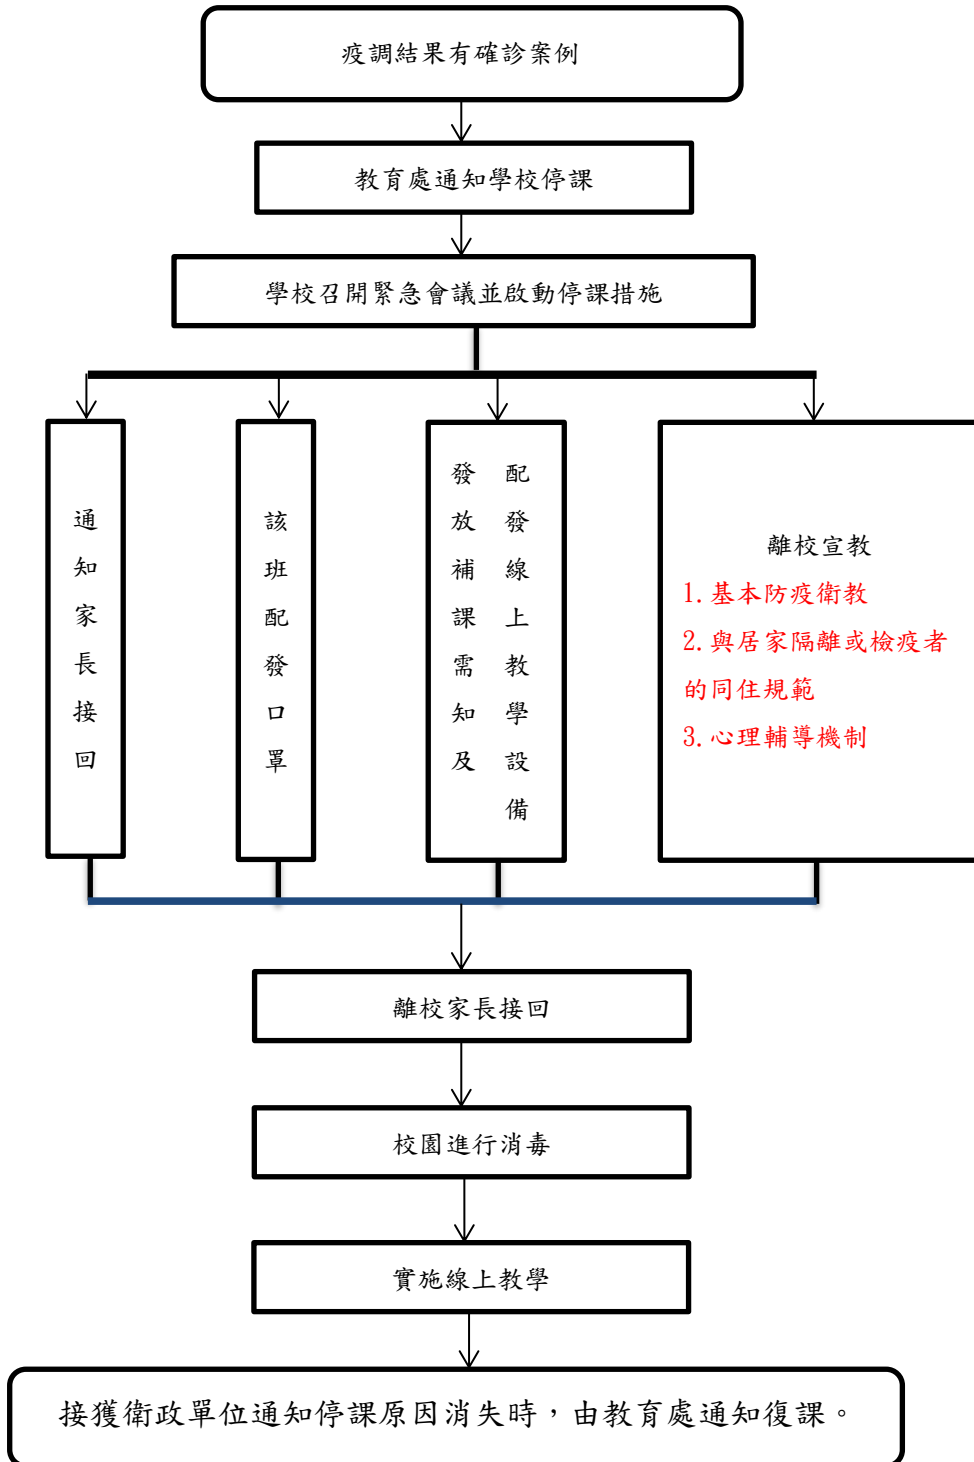 疫調結果有確診案例
教育處通知學校停課
學校召開緊急會議並啟動停課措施
通知家長接回
該班配發口罩
發放補課需知及
配發線上教學設備
離校宣教
1.基本防疫衛教
2.與居家隔離或檢疫者
的同住規範
3.心理輔導機制
離校家長接回
校園進行消毒
實施線上教學
接獲衛政單位通知停課原因消失時，由教育處通知復課。